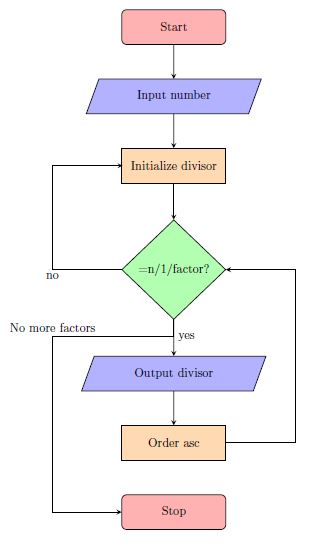 Start
Input number
Initialize divisor
=n/1/factor?
no
No more factors
yes
Output divisor
Order asc
Stop